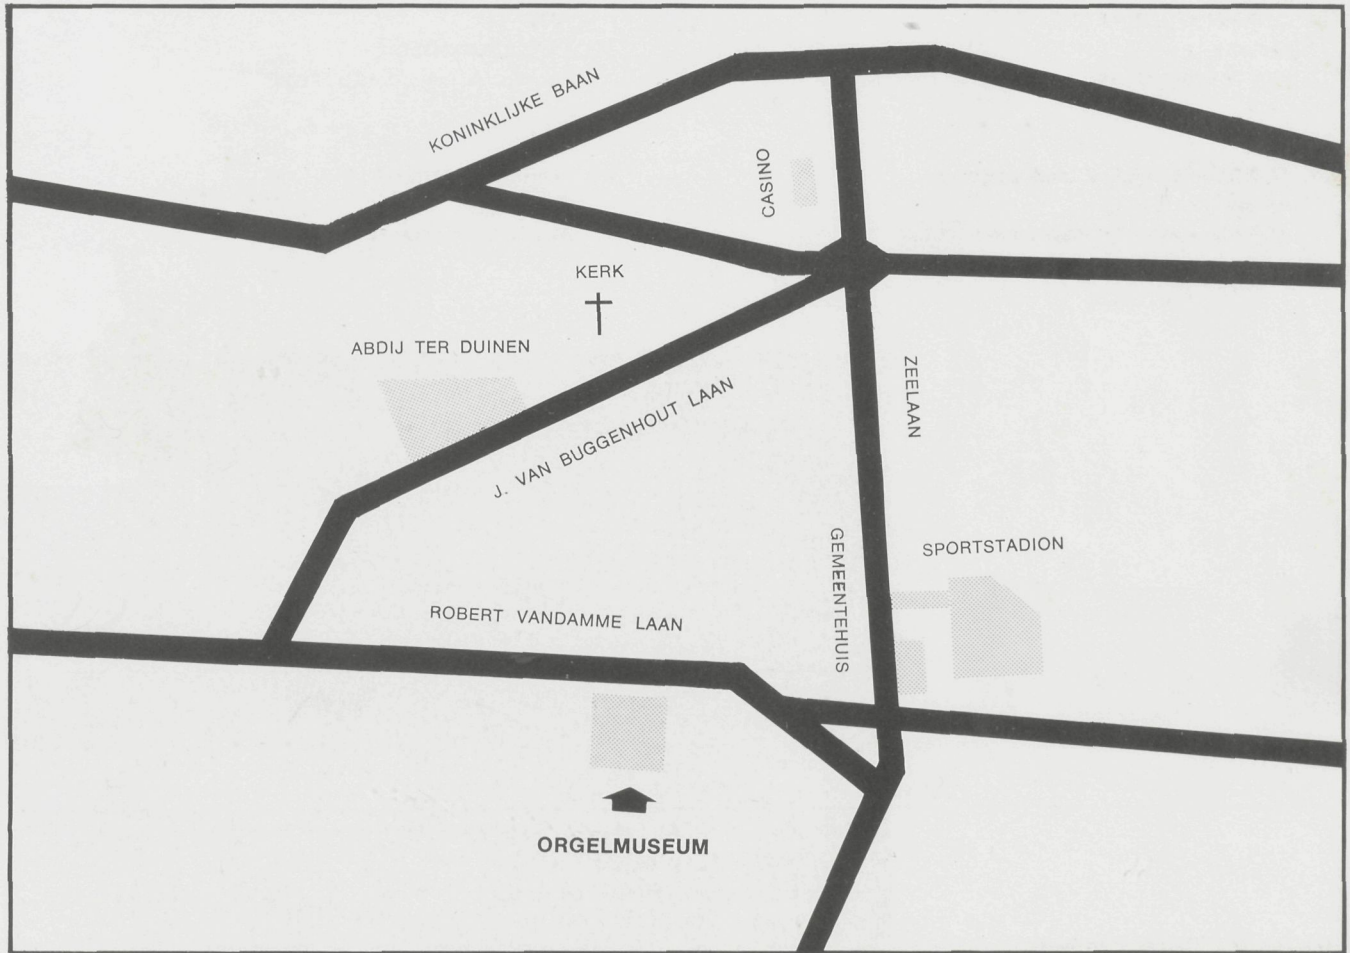 KONINKLIJKE BAAN
CASINO
KERK
ABDIJ TER DUINEN
ZEELAAN
J. VAN BUGGENHOUT LAAN
GEMEENTEHUIS
SPORTSTADION
ROBERT VANDAMME LAAN
ORGELMUSEUM